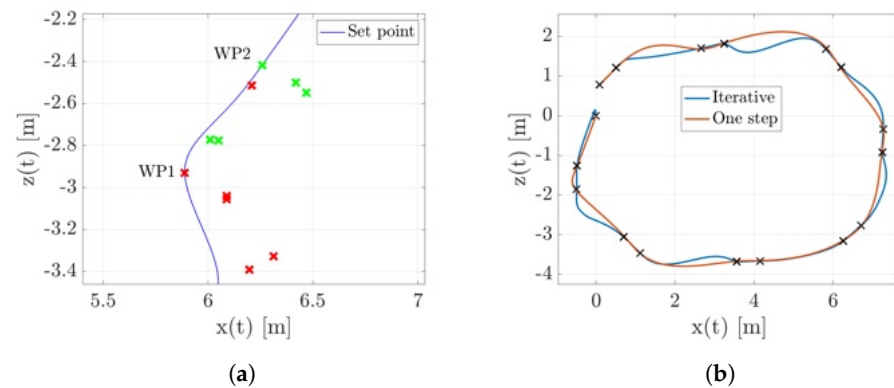 -2.2
-2.4
-2.6
-2.8
-3
-3.2
-3.4
z(t) [m]
WP2
WP1
Set point
5.5 6 6.5 7
x(t) [m]
(a)
2
1
0
-1
-2
-3
-4
z(t) [m]
Iterative
One step
0 2 4 6
x(t) [m]
(b)